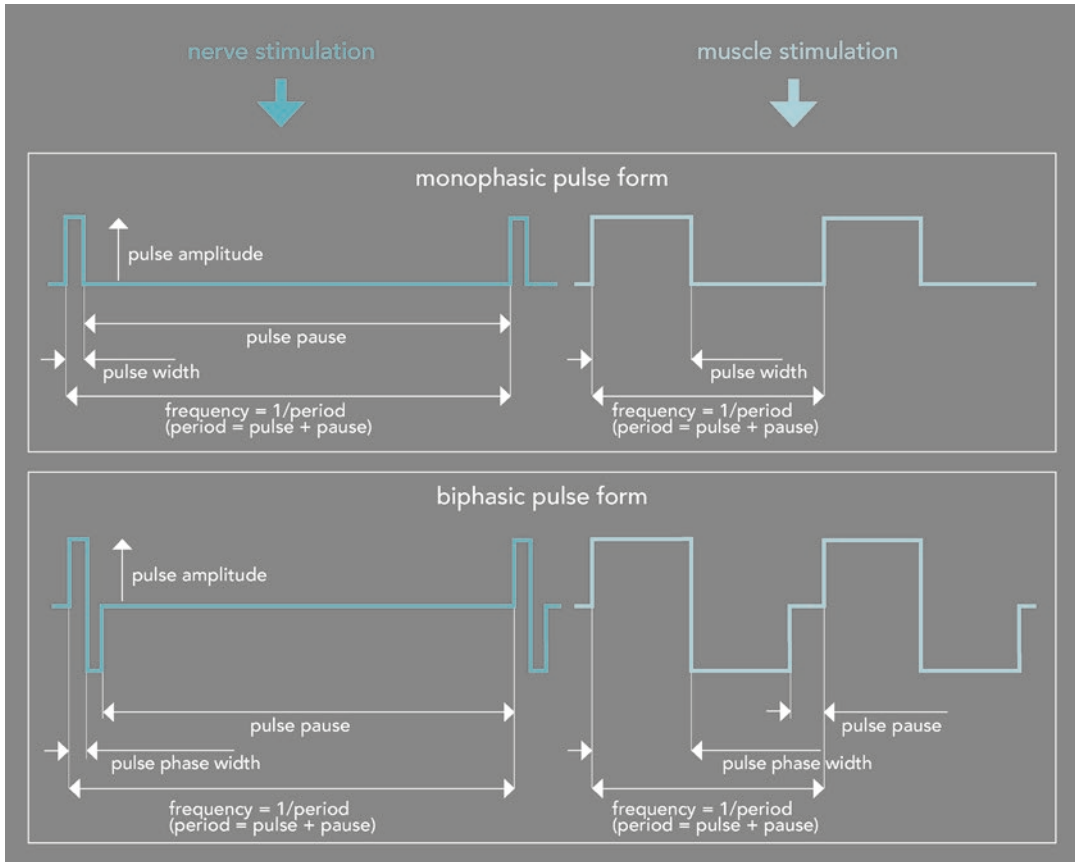 nerve stimulation
muscle stimulation
monophasic pulse form
pulse amplitude
pulse pause
pulse width
frequency = 1/period
(period = pulse + pause)
pulse width
frequency = 1/period
(period = pulse + pause)
biphasic pulse form
pulse amplitude
pulse pause
pulse phase width
frequency = 1/period
(period = pulse + pause)
pulse pause
pulse phase width
frequency = 1/period
(period = pulse + pause)